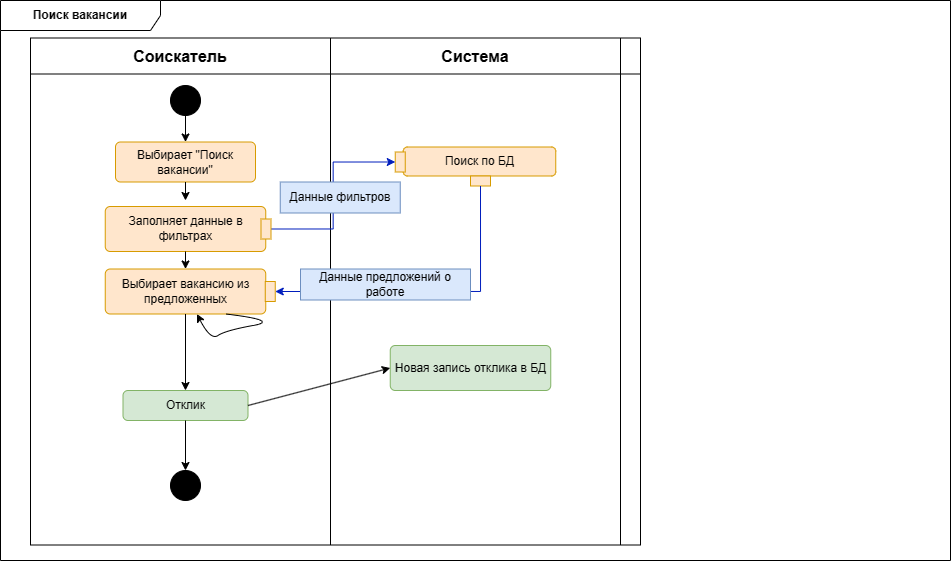 Поиск вакансии
Соискатель
Система
Выбирает "Поиск
вакансии"
Поиск по БД
Данные фильтров
Заполняет данные в
фильтрах
Данные предложений о
работе
Выбирает вакансию из
предложенных
Новая запись отклика в БД
Отклик